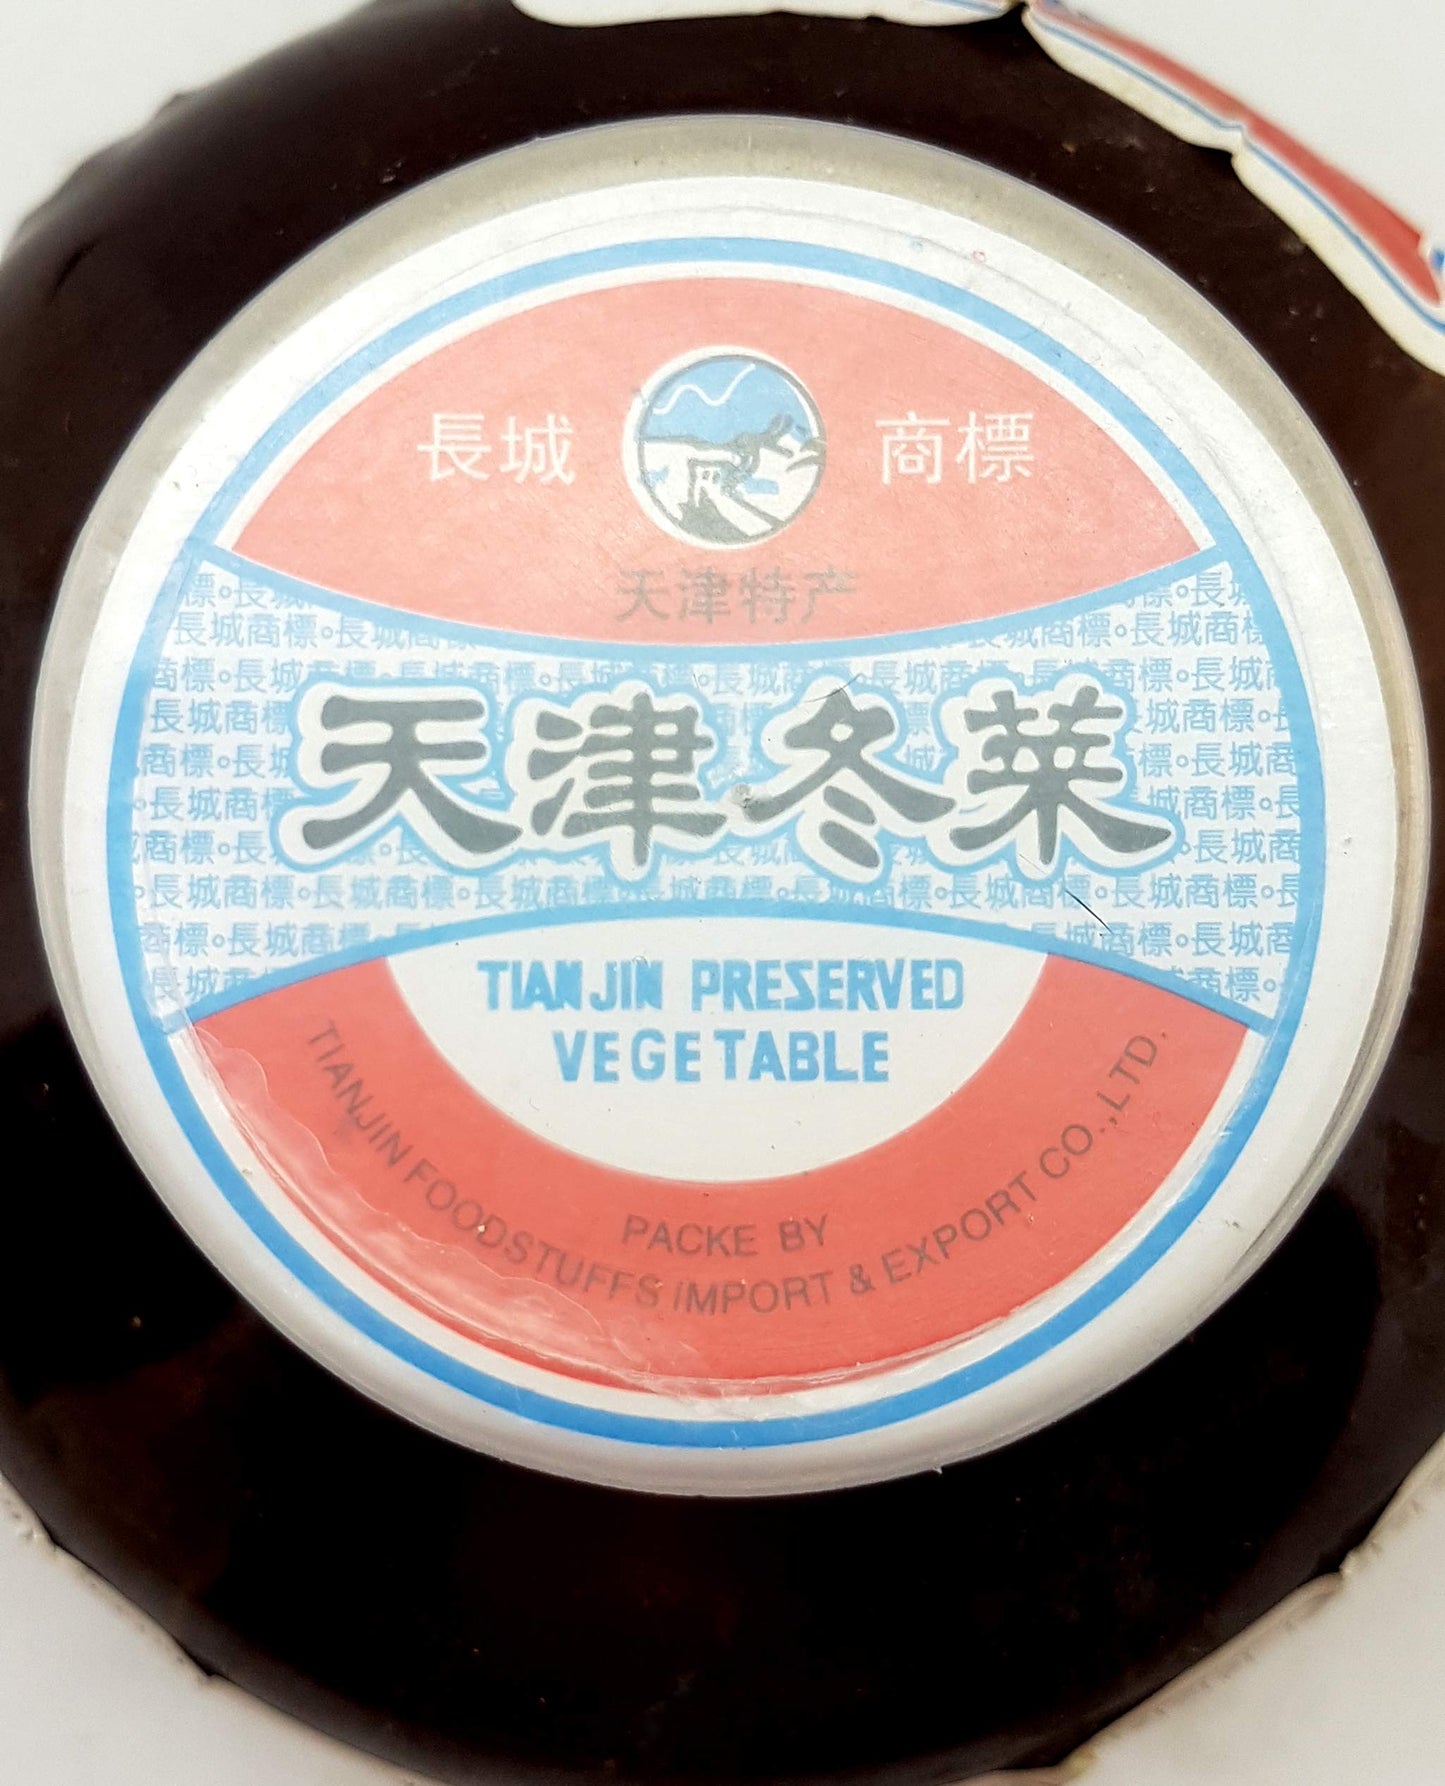 長城 商標
天津特产
天津冬菜
TIANJIN PRESERVED
VEGETABLE
PACKE BY
TIANJIN FOODSTUFFS IMPORT & EXPORT CO.,LTD.